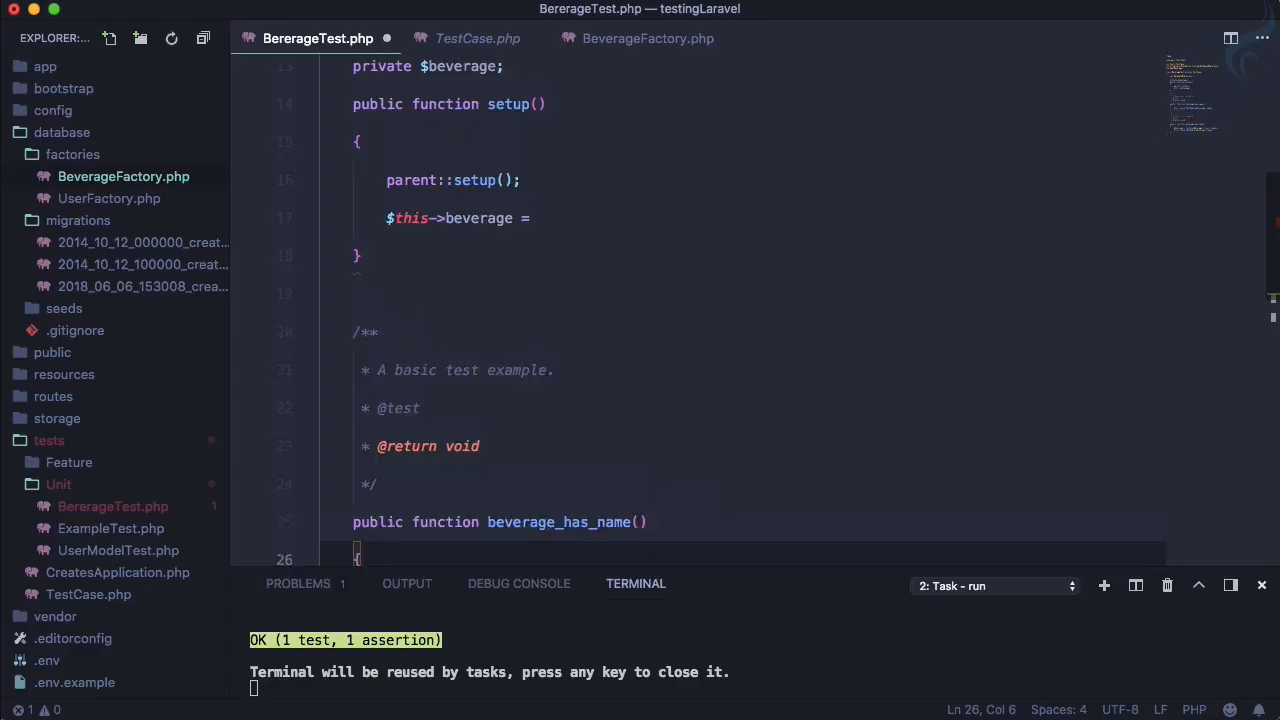 BererageTest.php — testingLaravel
EXPLORER:...
BererageTest.php
TestCase.php
BeverageFactory.php
app
bootstrap
config
database
factories
BeverageFactory.php
UserFactory.php
migrations
2014_10_12_000000_creat...
2014_10_12_100000_creat...
2018_06_06_153008_crea...
seeds
.gitignore
public
resources
routes
storage
tests
Feature
Unit
BererageTest.php 1
ExampleTest.php
UserModelTest.php
CreatesApplication.php
TestCase.php
vendor
.editorconfig
.env
.env.example
13 private $beverage;
14 public function setup()
15 {
16 parent::setup();
17 $this->beverage =
18 }
19
20 /**
21 * A basic test example.
22 * @test
23 * @return void
24 */
25 public function beverage_has_name()
26 {
PROBLEMS 1 OUTPUT DEBUG CONSOLE TERMINAL 2: Task - run
OK (1 test, 1 assertion)
Terminal will be reused by tasks, press any key to close it.
1 0 Ln 26, Col 6 Spaces: 4 UTF-8 LF PHP